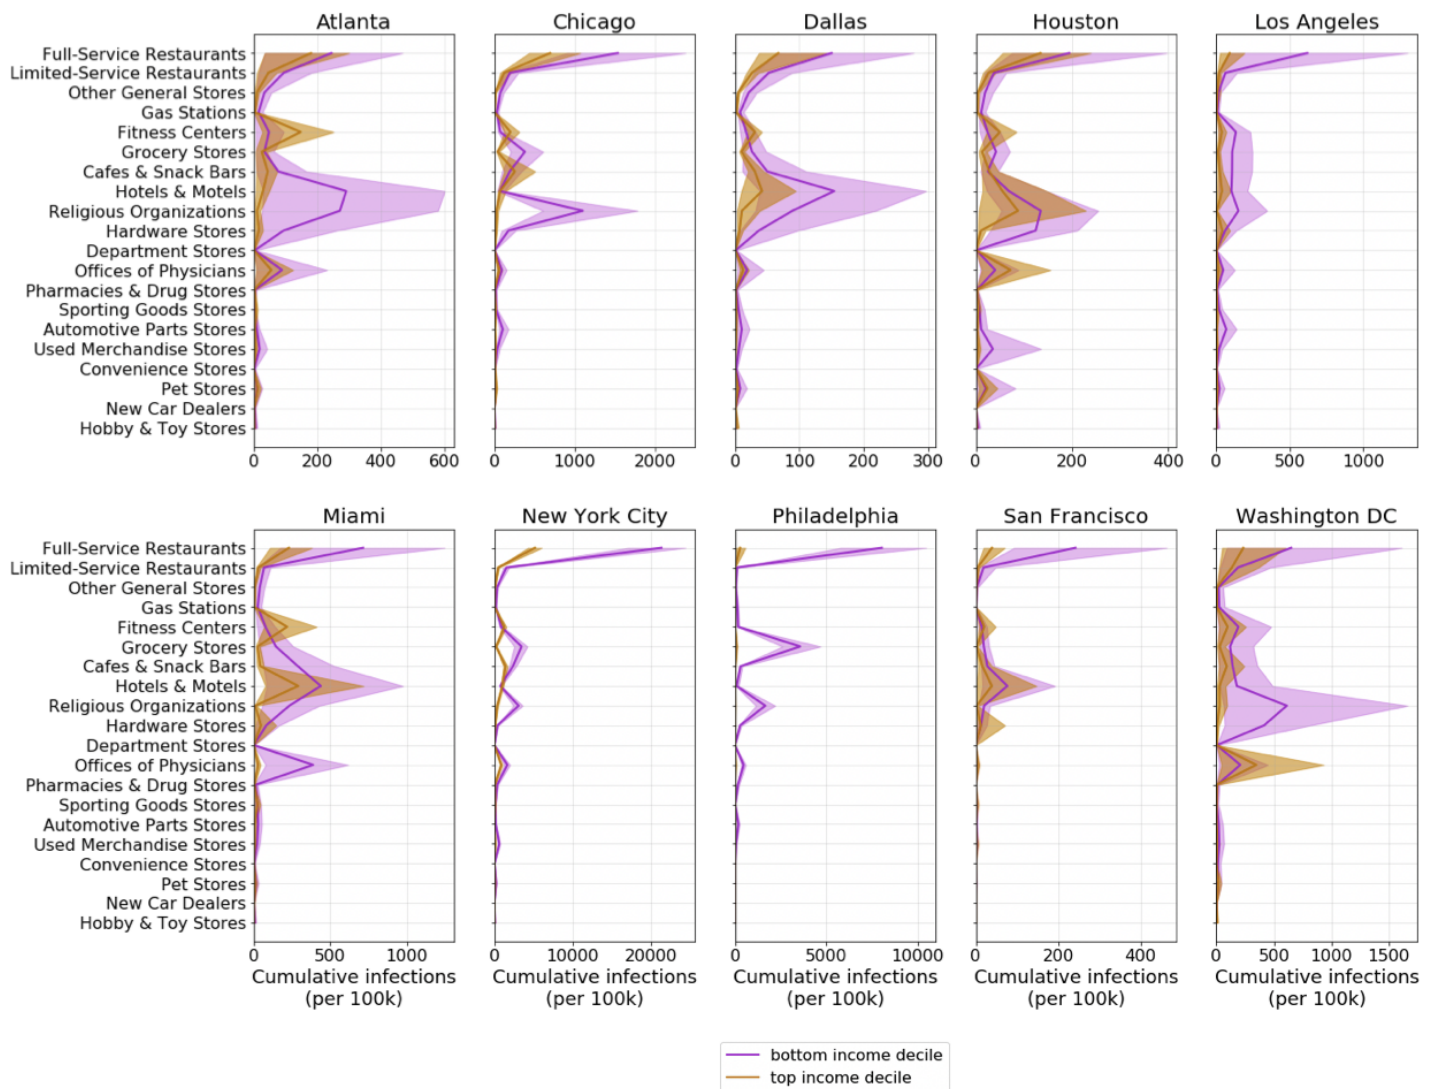 Atlanta Chicago Dallas Houston Los Angeles
Full-Service Restaurants
Limited-Service Restaurants
Other General Stores
Gas Stations
Fitness Centers
Grocery Stores
Cafes & Snack Bars
Hotels & Motels
Religious Organizations
Hardware Stores
Department Stores
Offices of Physicians
Pharmacies & Drug Stores
Sporting Goods Stores
Automotive Parts Stores
Used Merchandise Stores
Convenience Stores
Pet Stores
New Car Dealers
Hobby & Toy Stores
0 200 400 600 0 1000 2000 0 100 200 300 0 200 400 0 500 1000
Miami New York City Philadelphia San Francisco Washington DC
Full-Service Restaurants
Limited-Service Restaurants
Other General Stores
Gas Stations
Fitness Centers
Grocery Stores
Cafes & Snack Bars
Hotels & Motels
Religious Organizations
Hardware Stores
Department Stores
Offices of Physicians
Pharmacies & Drug Stores
Sporting Goods Stores
Automotive Parts Stores
Used Merchandise Stores
Convenience Stores
Pet Stores
New Car Dealers
Hobby & Toy Stores
0 500 1000 0 10000 20000 0 5000 10000 0 200 400 0 500 1000 1500
Cumulative infections Cumulative infections Cumulative infections Cumulative infections Cumulative infections
(per 100k) (per 100k) (per 100k) (per 100k) (per 100k)
bottom income decile
top income decile